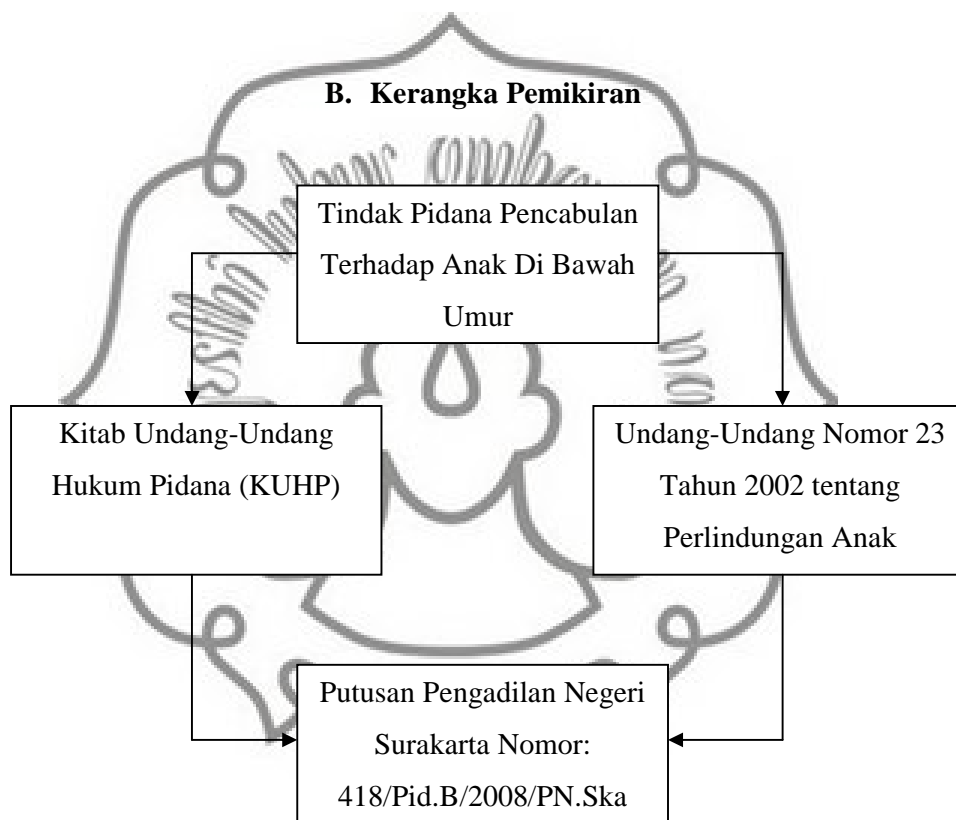 B. Kerangka Pemikiran
Tindak Pidana Pencabulan
Terhadap Anak Di Bawah
Umur
Kitab Undang-Undang
Hukum Pidana (KUHP)
Undang-Undang Nomor 23
Tahun 2002 tentang
Perlindungan Anak
Putusan Pengadilan Negeri
Surakarta Nomor:
418/Pid.B/2008/PN.Ska